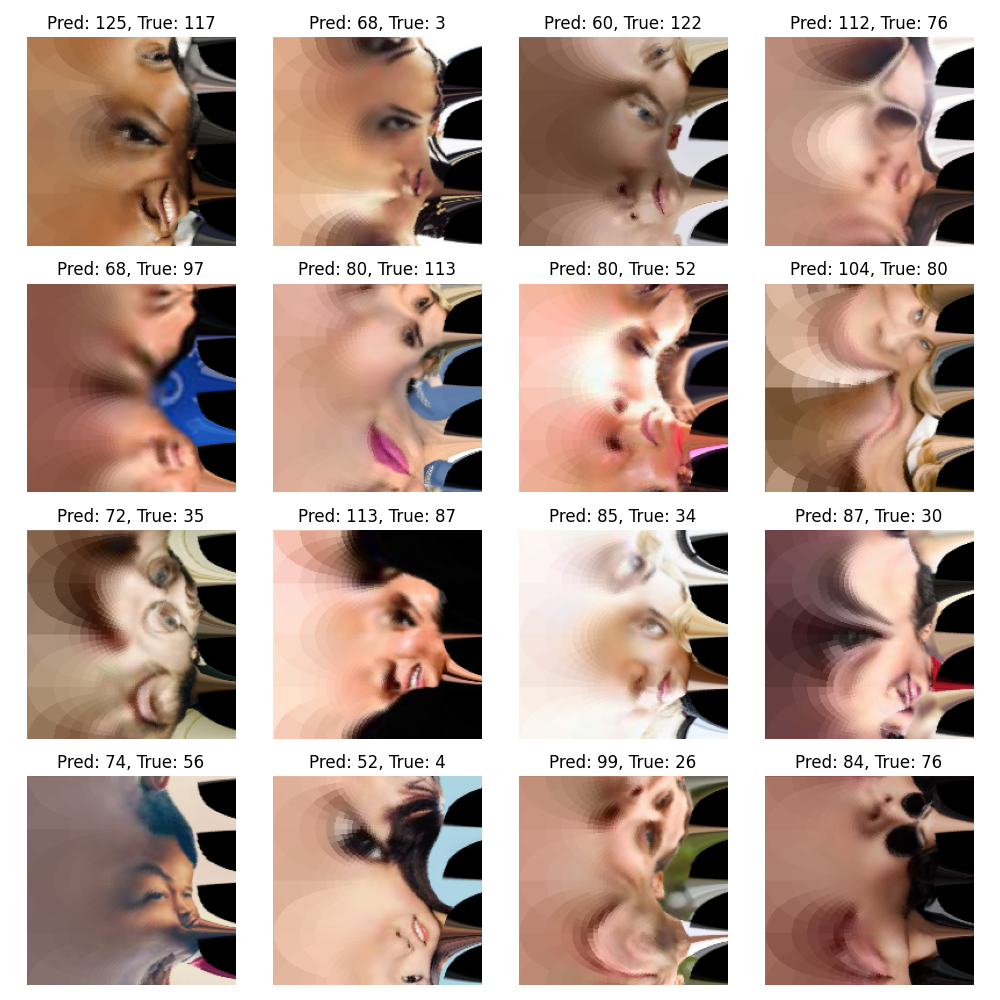 Pred: 125, True: 117
Pred: 68, True: 3
Pred: 60, True: 122
Pred: 112, True: 76
Pred: 68, True: 97
Pred: 80, True: 113
Pred: 80, True: 52
Pred: 104, True: 80
Pred: 72, True: 35
Pred: 113, True: 87
Pred: 85, True: 34
Pred: 87, True: 30
Pred: 74, True: 56
Pred: 52, True: 4
Pred: 99, True: 26
Pred: 84, True: 76